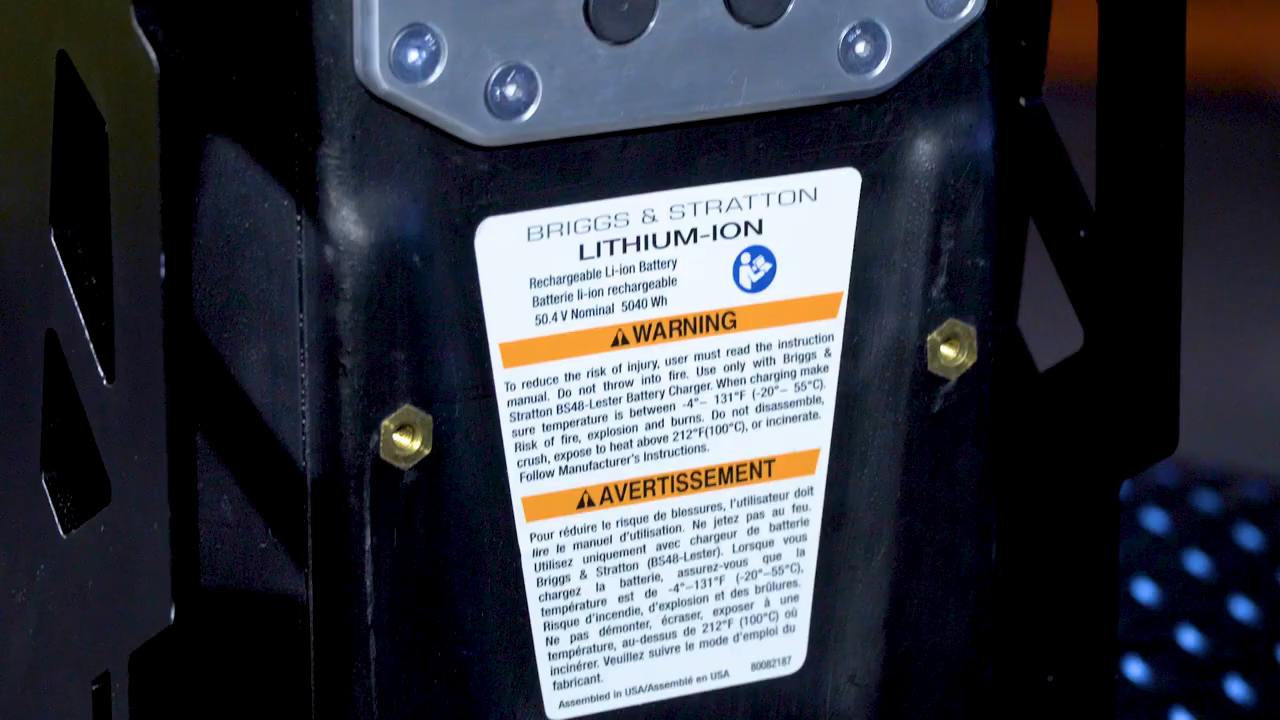 BRIGGS & STRATTON
LITHIUM-ION
Rechargeable Li-ion Battery
Batterie li-ion rechargeable
50.4 V Nominal 5040 Wh
WARNING
To reduce the risk of injury, user must read the instruction
manual. Do not throw into fire. Use only with Briggs &
Stratton BS48-Lester Battery Charger. When charging make
sure temperature is between -4°– 131°F (-20°– 55°C).
Risk of fire, explosion and burns. Do not disassemble,
crush, expose to heat above 212°F(100°C), or incinerate.
Follow Manufacturer's Instructions.
AVERTISSEMENT
Pour réduire le risque de blessures, l'utilisateur doit
lire le manuel d'utilisation. Ne jetez pas au feu.
Utilisez uniquement avec chargeur de batterie
Briggs & Stratton (BS48-Lester). Lorsque vous
chargez la batterie, assurez-vous que la
température est de -4°–131°F (-20°–55°C).
Risque d'incendie, d'explosion et des brûlures.
Ne pas démonter, écraser, exposer à une
température, au-dessus de 212°F (100°C) où
incinérer. Veuillez suivre le mode d'emploi du
fabricant.
Assembled in USA/Assemblé en USA 80082187